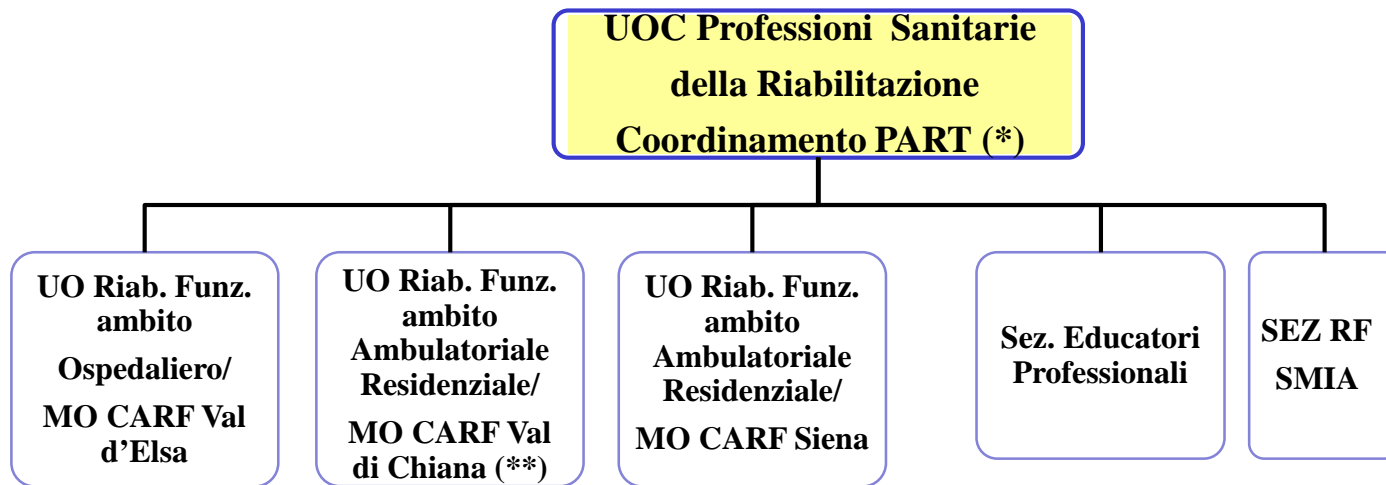 UOC Professioni Sanitarie
della Riabilitazione
Coordinamento PART (*)
UO Riab. Funz.
ambito
Ospedaliero/
MO CARF Val
d’Elsa
UO Riab. Funz.
ambito
Ambulatoriale
Residenziale/
MO CARF Val
di Chiana (**)
UO Riab. Funz.
ambito
Ambulatoriale
Residenziale/
MO CARF Siena
Sez. Educatori
Professionali
SEZ RF
SMIA